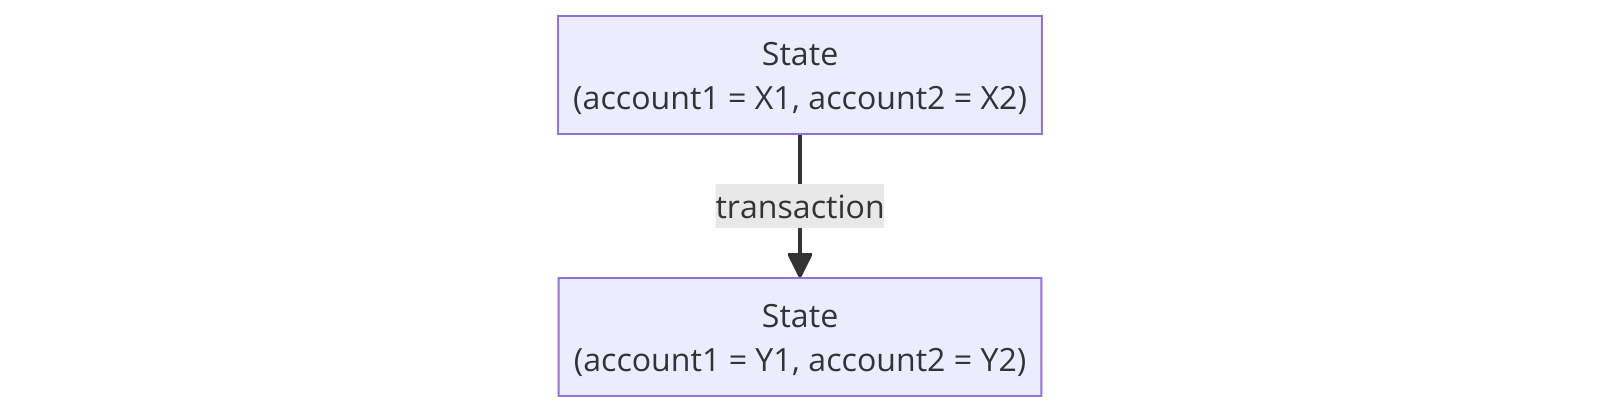 State
(account1 = X1, account2 = X2)
transaction
State
(account1 = Y1, account2 = Y2)